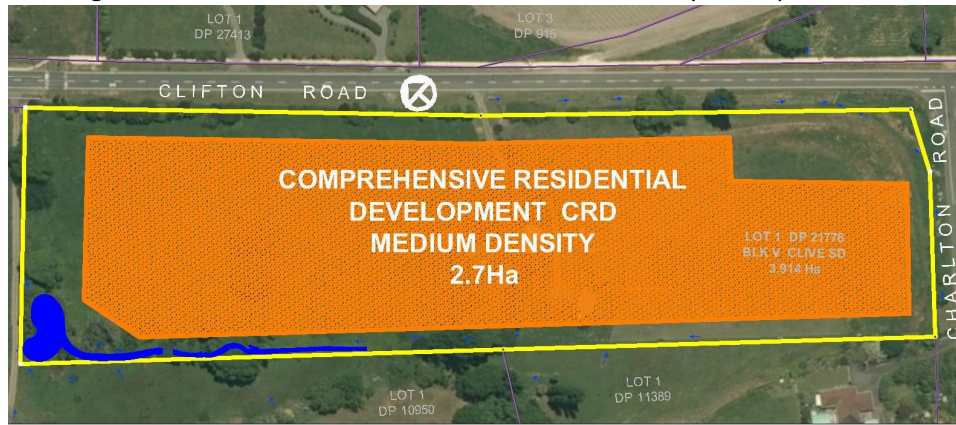 LOT 1
DP 27413
LOT 3
DP 915
CLIFTON ROAD
COMPREHENSIVE RESIDENTIAL
DEVELOPMENT CRD
MEDIUM DENSITY
2.7Ha
LOT 1 DP 21776
BLK V CLIVE SD
3.914 Ha
CHARLTON ROAD
LOT 1
DP 10950
LOT 1
DP 11389